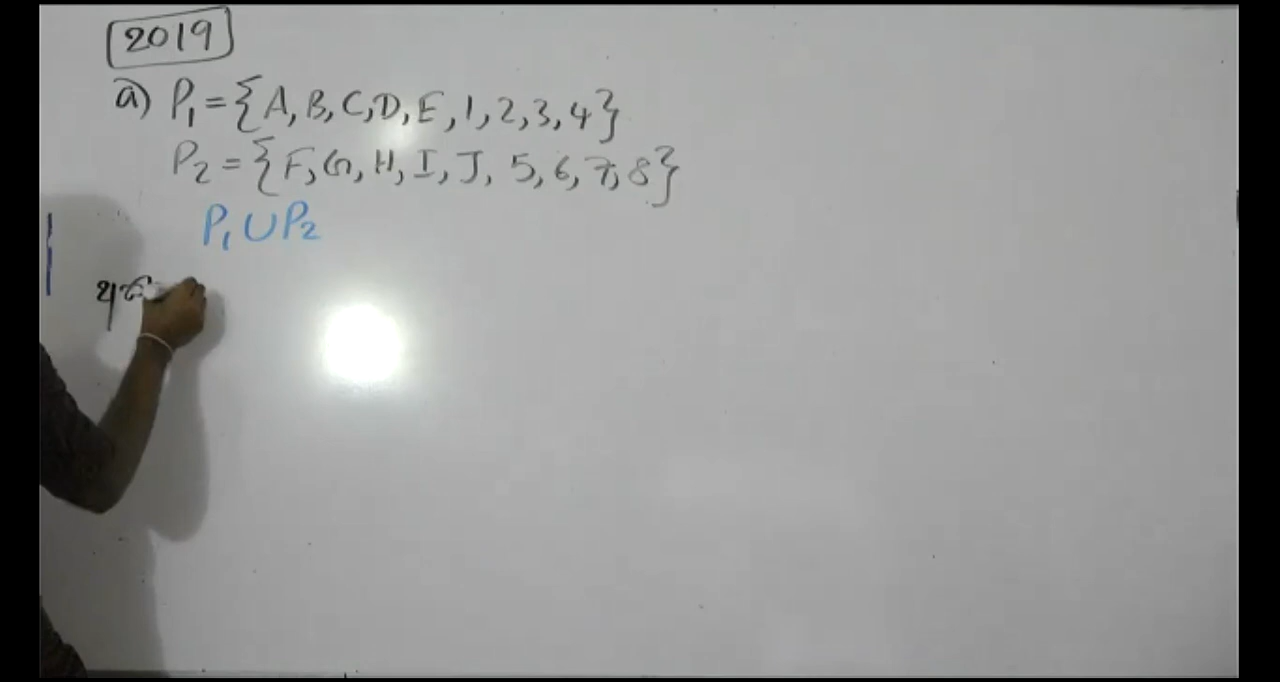 2019
a) P₁ = {A, B, C, D, E, 1, 2, 3, 4}
P₂ = {F, G, H, I, J, 5, 6, 7, 8}
P₁ ∪ P₂